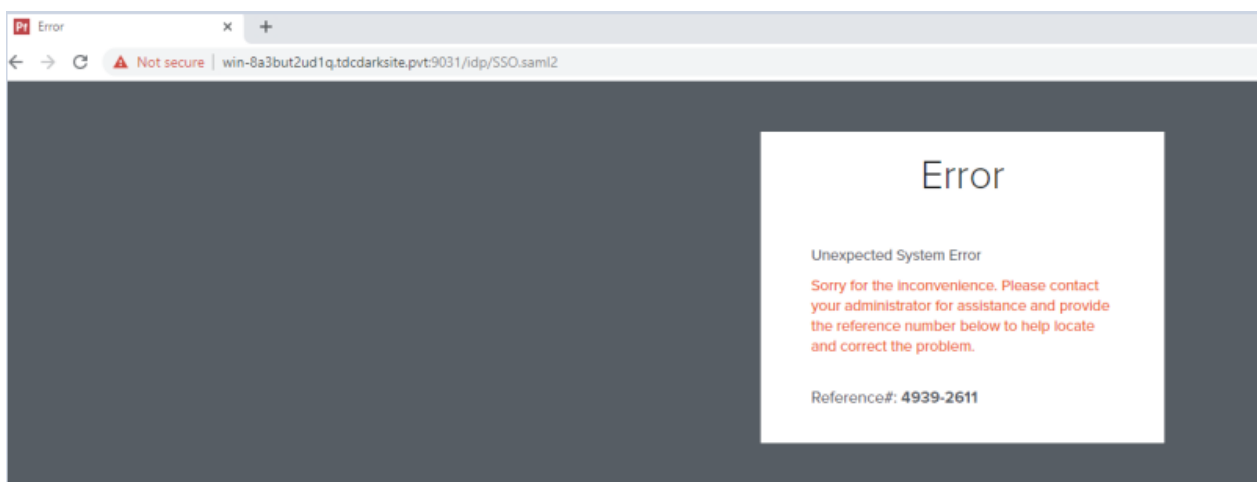 Pf Error
Not secure | win-8a3but2ud1q.tdcdarksite.pvt:9031/idp/SSO.saml2
Error
Unexpected System Error
Sorry for the inconvenience. Please contact
your administrator for assistance and provide
the reference number below to help locate
and correct the problem.
Reference#: 4939-2611